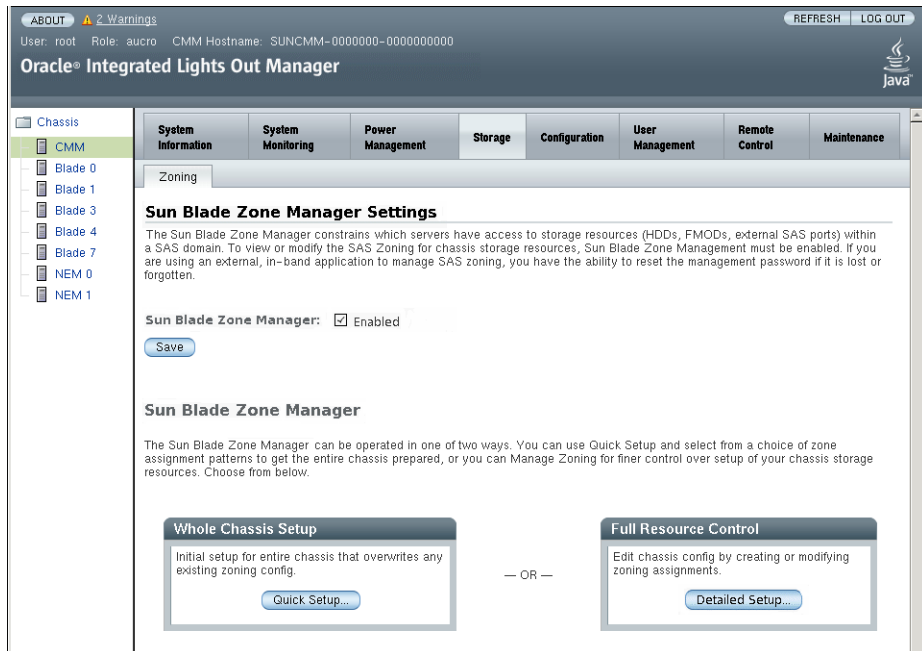 ABOUT 2 Warnings REFRESH LOG OUT
User: root Role: aucro CMM Hostname: SUNCMM-0000000-0000000000
Oracle® Integrated Lights Out Manager
Java™
Chassis
CMM
Blade 0
Blade 1
Blade 3
Blade 4
Blade 7
NEM 0
NEM 1
System Information
System Monitoring
Power Management
Storage
Configuration
User Management
Remote Control
Maintenance
Zoning
Sun Blade Zone Manager Settings
The Sun Blade Zone Manager constrains which servers have access to storage resources (HDDs, FMODs, external SAS ports) within
a SAS domain. To view or modify the SAS Zoning for chassis storage resources, Sun Blade Zone Management must be enabled. If you
are using an external, in-band application to manage SAS zoning, you have the ability to reset the management password if it is lost or
forgotten.
Sun Blade Zone Manager: Enabled
Save
Sun Blade Zone Manager
The Sun Blade Zone Manager can be operated in one of two ways. You can use Quick Setup and select from a choice of zone
assignment patterns to get the entire chassis prepared, or you can Manage Zoning for finer control over setup of your chassis storage
resources. Choose from below.
Whole Chassis Setup
Initial setup for entire chassis that overwrites any
existing zoning config.
Quick Setup...
— OR —
Full Resource Control
Edit chassis config by creating or modifying
zoning assignments.
Detailed Setup...